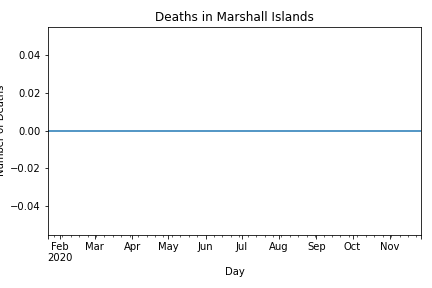 Deaths in Marshall Islands
Number of Deaths
0.04
0.02
0.00
−0.02
−0.04
Feb Mar Apr May Jun Jul Aug Sep Oct Nov
2020
Day